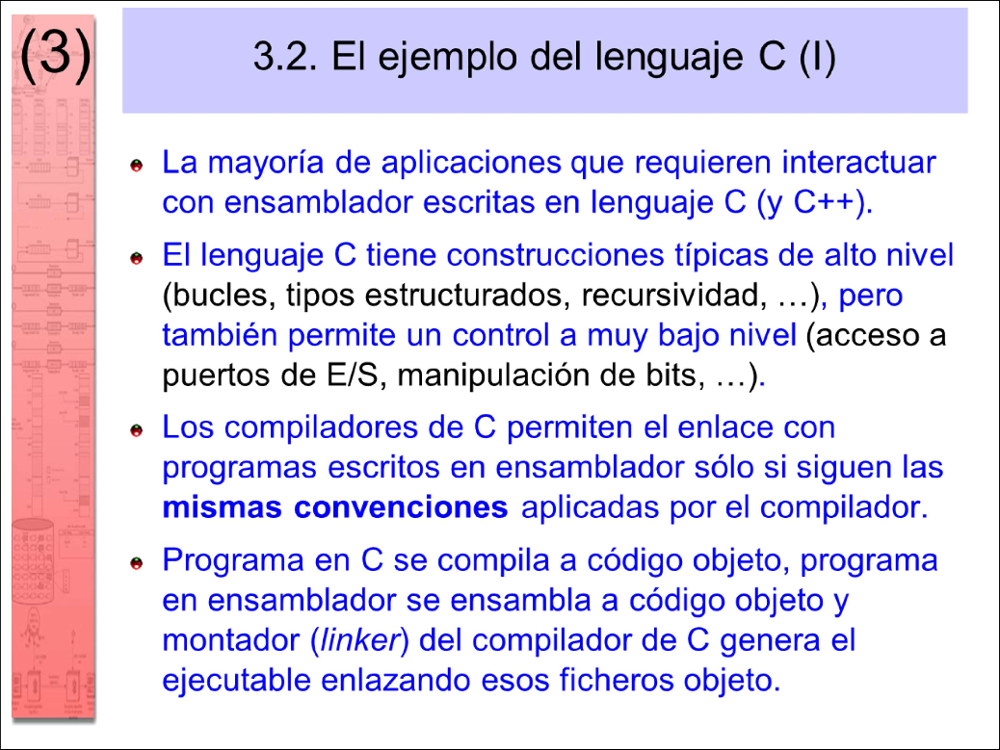 (3)
3.2. El ejemplo del lenguaje C (I)
La mayoría de aplicaciones que requieren interactuar
con ensamblador escritas en lenguaje C (y C++).
El lenguaje C tiene construcciones típicas de alto nivel
(bucles, tipos estructurados, recursividad, …), pero
también permite un control a muy bajo nivel (acceso a
puertos de E/S, manipulación de bits, …).
Los compiladores de C permiten el enlace con
programas escritos en ensamblador sólo si siguen las
mismas convenciones aplicadas por el compilador.
Programa en C se compila a código objeto, programa
en ensamblador se ensambla a código objeto y
montador (linker) del compilador de C genera el
ejecutable enlazando esos ficheros objeto.